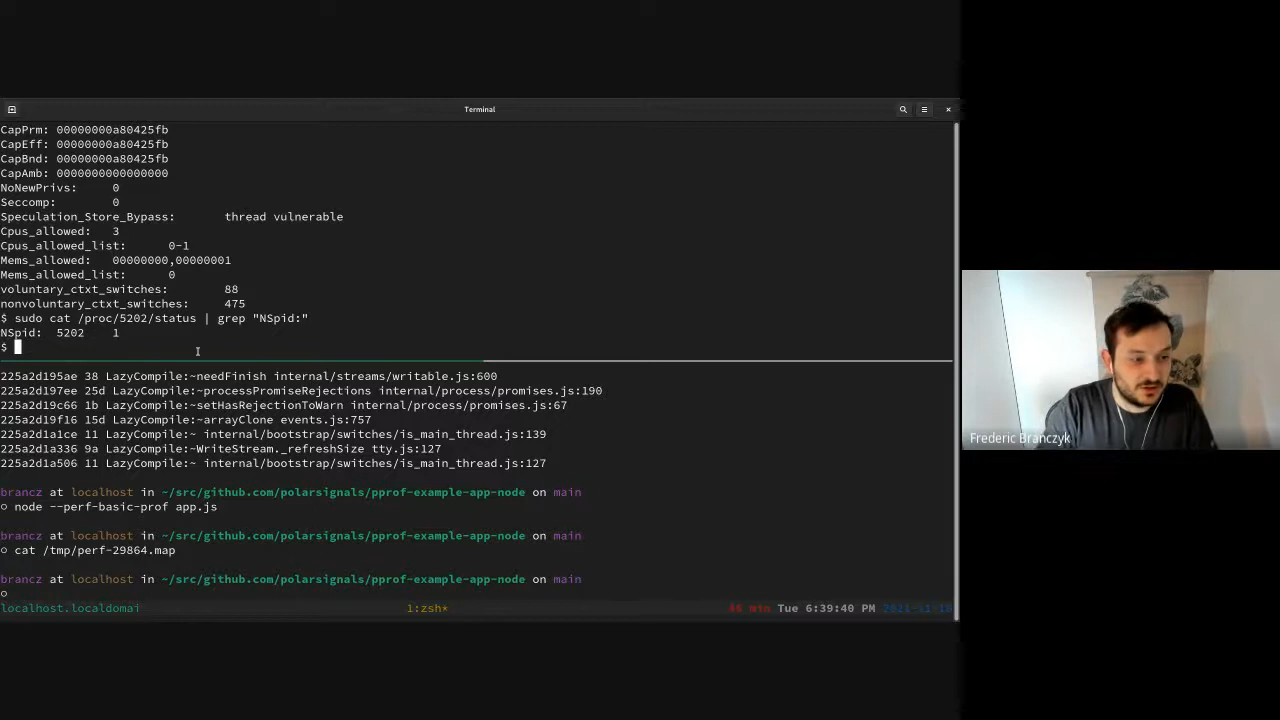 Terminal
CapPrm: 00000000a80425fb
CapEff: 00000000a80425fb
CapBnd: 00000000a80425fb
CapAmb: 0000000000000000
NoNewPrivs: 0
Seccomp: 0
Speculation_Store_Bypass: thread vulnerable
Cpus_allowed: 3
Cpus_allowed_list: 0-1
Mems_allowed: 00000000,00000001
Mems_allowed_list: 0
voluntary_ctxt_switches: 88
nonvoluntary_ctxt_switches: 475
$ sudo cat /proc/5202/status | grep "NSpid:"
NSpid: 5202 1
$
225a2d195ae 38 LazyCompile:~needFinish internal/streams/writable.js:600
225a2d197ee 25d LazyCompile:~processPromiseRejections internal/process/promises.js:190
225a2d19c66 1b LazyCompile:~setHasRejectionToWarn internal/process/promises.js:67
225a2d19f16 15d LazyCompile:~arrayClone events.js:757
225a2d1a1ce 11 LazyCompile:~ internal/bootstrap/switches/is_main_thread.js:139
225a2d1a336 9a LazyCompile:~WriteStream._refreshSize tty.js:127
225a2d1a506 11 LazyCompile:~ internal/bootstrap/switches/is_main_thread.js:127
brancz at localhost in ~/src/github.com/polarsignals/pprof-example-app-node on main
○ node --perf-basic-prof app.js
brancz at localhost in ~/src/github.com/polarsignals/pprof-example-app-node on main
○ cat /tmp/perf-29864.map
brancz at localhost in ~/src/github.com/polarsignals/pprof-example-app-node on main
○
localhost.localdomai 1:zsh* 46 min Tue 6:39:40 PM 2021-11-16
Frederic Branczyk